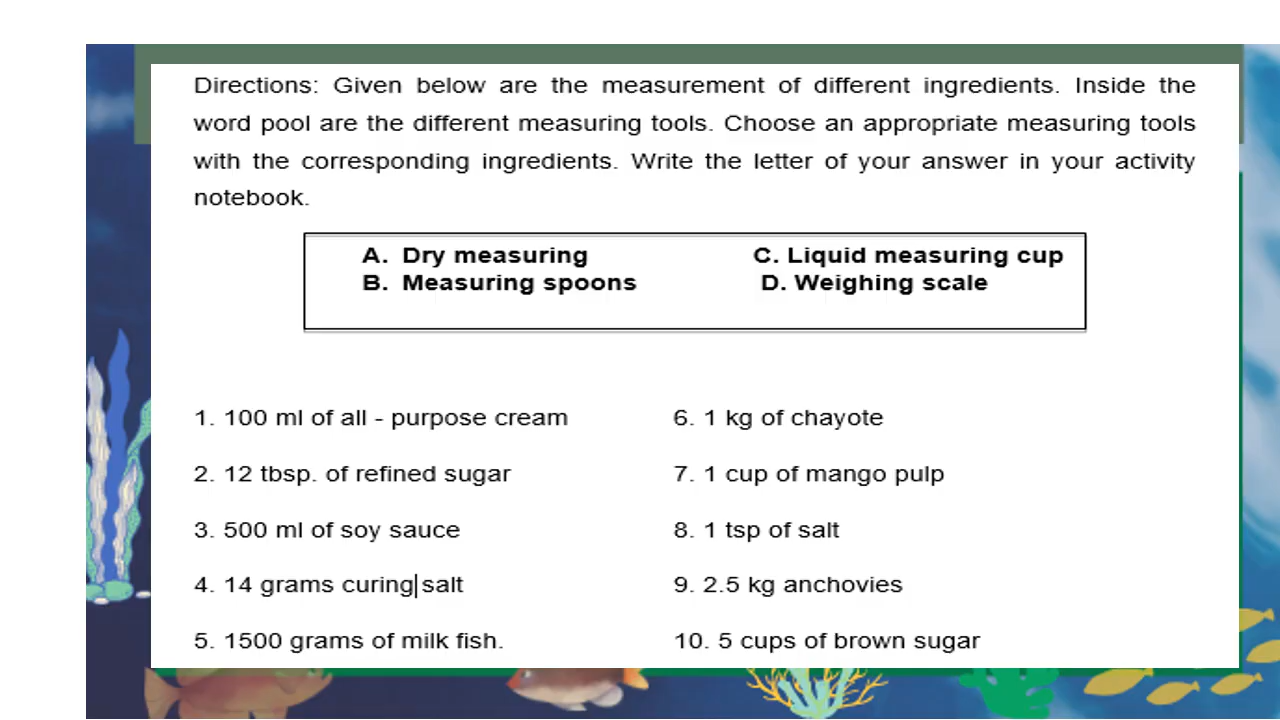 Directions: Given below are the measurement of different ingredients. Inside the
word pool are the different measuring tools. Choose an appropriate measuring tools
with the corresponding ingredients. Write the letter of your answer in your activity
notebook.
A. Dry measuring
B. Measuring spoons
C. Liquid measuring cup
D. Weighing scale
1. 100 ml of all - purpose cream
2. 12 tbsp. of refined sugar
3. 500 ml of soy sauce
4. 14 grams curing salt
5. 1500 grams of milk fish.
6. 1 kg of chayote
7. 1 cup of mango pulp
8. 1 tsp of salt
9. 2.5 kg anchovies
10. 5 cups of brown sugar